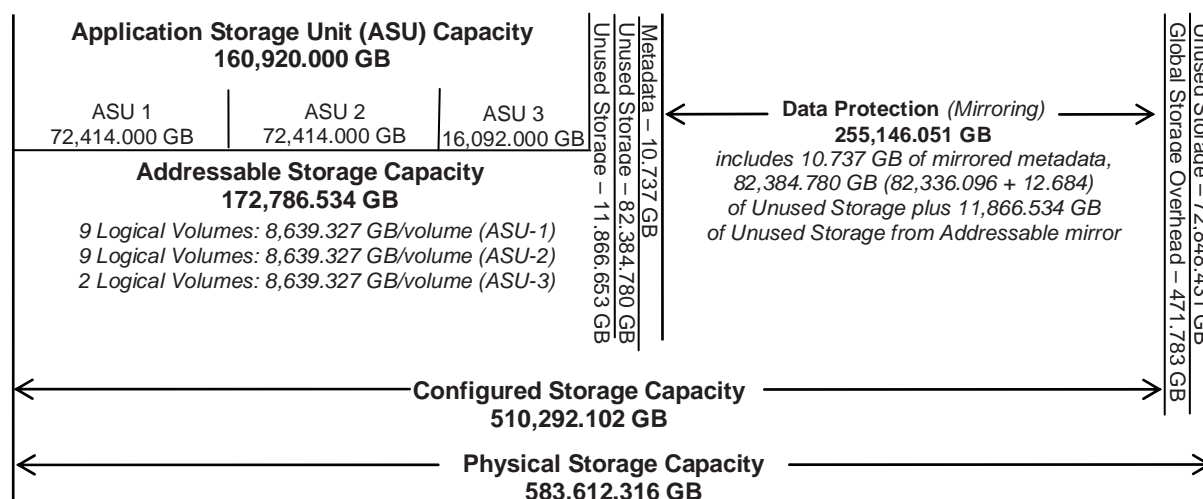 Application Storage Unit (ASU) Capacity
160,920.000 GB
ASU 1
72,414.000 GB
ASU 2
72,414.000 GB
ASU 3
16,092.000 GB
Addressable Storage Capacity
172,786.534 GB
9 Logical Volumes: 8,639.327 GB/volume (ASU-1)
9 Logical Volumes: 8,639.327 GB/volume (ASU-2)
2 Logical Volumes: 8,639.327 GB/volume (ASU-3)
Unused Storage – 11,866.653 GB
Unused Storage – 82,384.780 GB
Metadata – 10.737 GB
Data Protection (Mirroring)
255,146.051 GB
includes 10.737 GB of mirrored metadata,
82,384.780 GB (82,336.096 + 12.684)
of Unused Storage plus 11,866.534 GB
of Unused Storage from Addressable mirror
Global Storage Overhead – 471.783 GB
Unused Storage – 72,848.431 GB
Configured Storage Capacity
510,292.102 GB
Physical Storage Capacity
583,612.316 GB